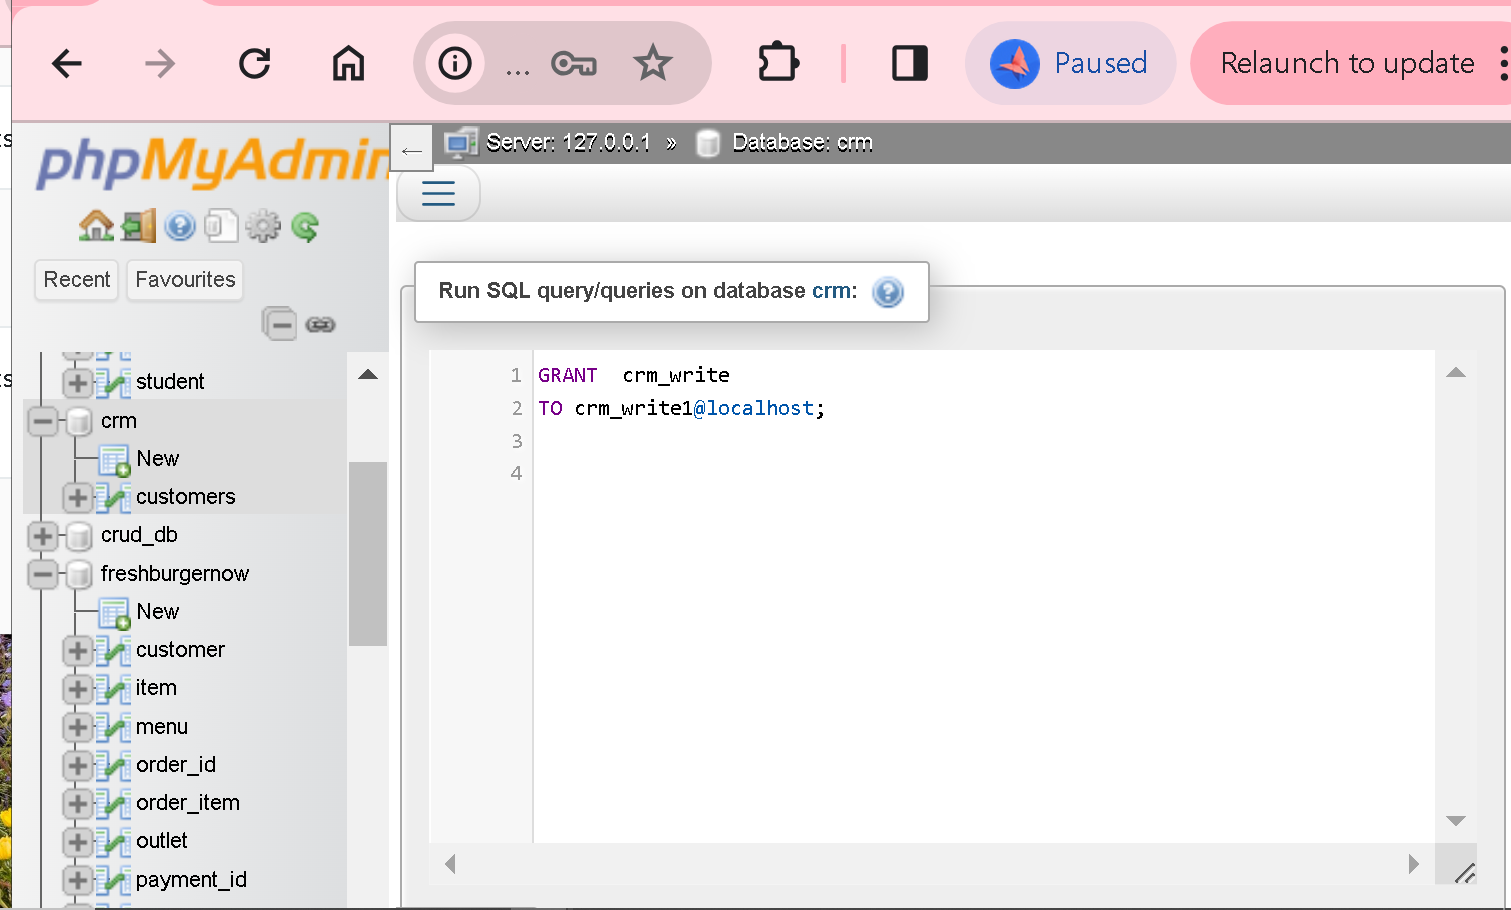 ... Paused Relaunch to update
phpMyAdmin
Server: 127.0.0.1 » Database: crm
Recent Favourites
Run SQL query/queries on database crm:
student
crm
New
customers
crud_db
freshburgernow
New
customer
item
menu
order_id
order_item
outlet
payment_id
1 GRANT  crm_write
2 TO crm_write1@localhost;
3
4